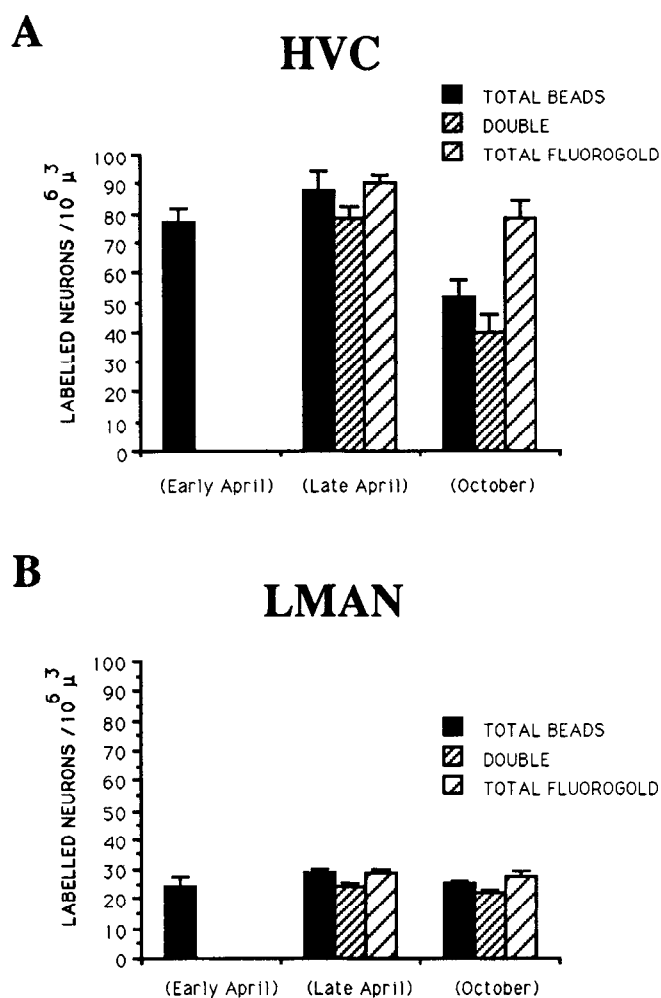 A
HVC
TOTAL BEADS
DOUBLE
TOTAL FLUOROGOLD
LABELLED NEURONS /10 6 μ 3
100
90
80
70
60
50
40
30
20
10
0
(Early April) (Late April) (October)
B
LMAN
TOTAL BEADS
DOUBLE
TOTAL FLUOROGOLD
LABELLED NEURONS /10 6 μ 3
100
90
80
70
60
50
40
30
20
10
0
(Early April) (Late April) (October)